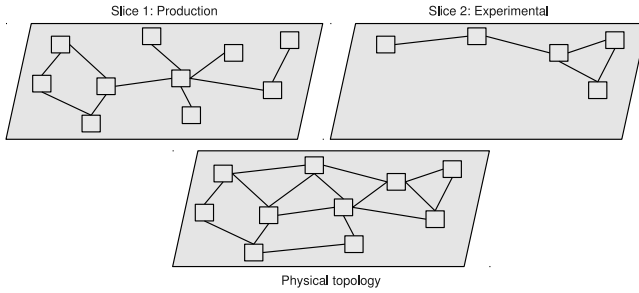 Slice 1: Production
Slice 2: Experimental
Physical topology